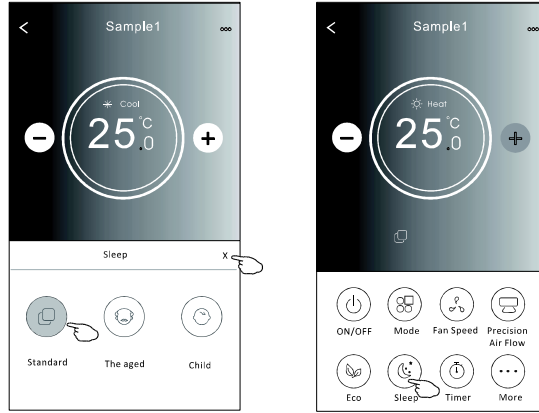 Sample1
Cool
25.0°C
Sleep X
Standard The aged Child
Sample1
Heat
25.0°C
ON/OFF Mode Fan Speed Precision
Air Flow
Eco Sleep Timer More